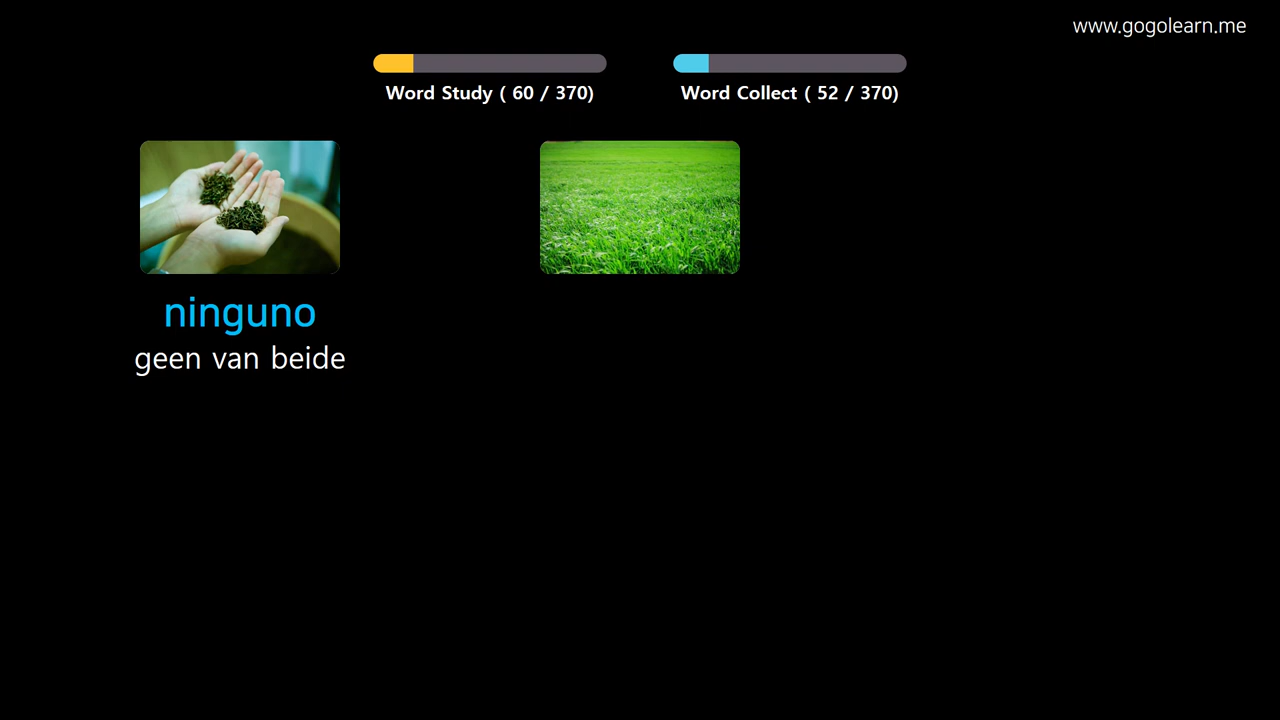 www.gogolearn.me
Word Study ( 60 / 370)
Word Collect ( 52 / 370)
ninguno
geen van beide